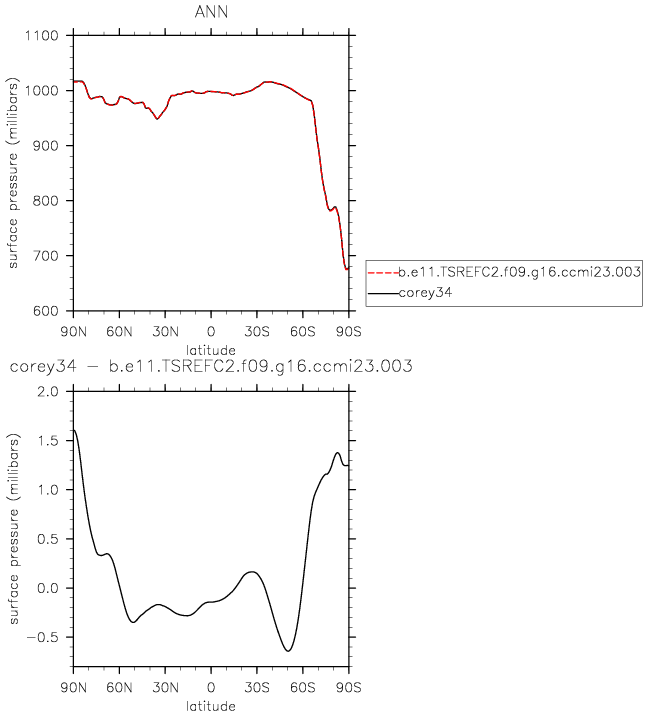 ANN
1100
1000
900
800
700
600
surface pressure (millibars)
90N 60N 30N 0 30S 60S 90S
latitude
b.e11.TSREFC2.f09.g16.ccmi23.003
corey34
corey34 − b.e11.TSREFC2.f09.g16.ccmi23.003
2.0
1.5
1.0
0.5
0.0
−0.5
surface pressure (millibars)
90N 60N 30N 0 30S 60S 90S
latitude